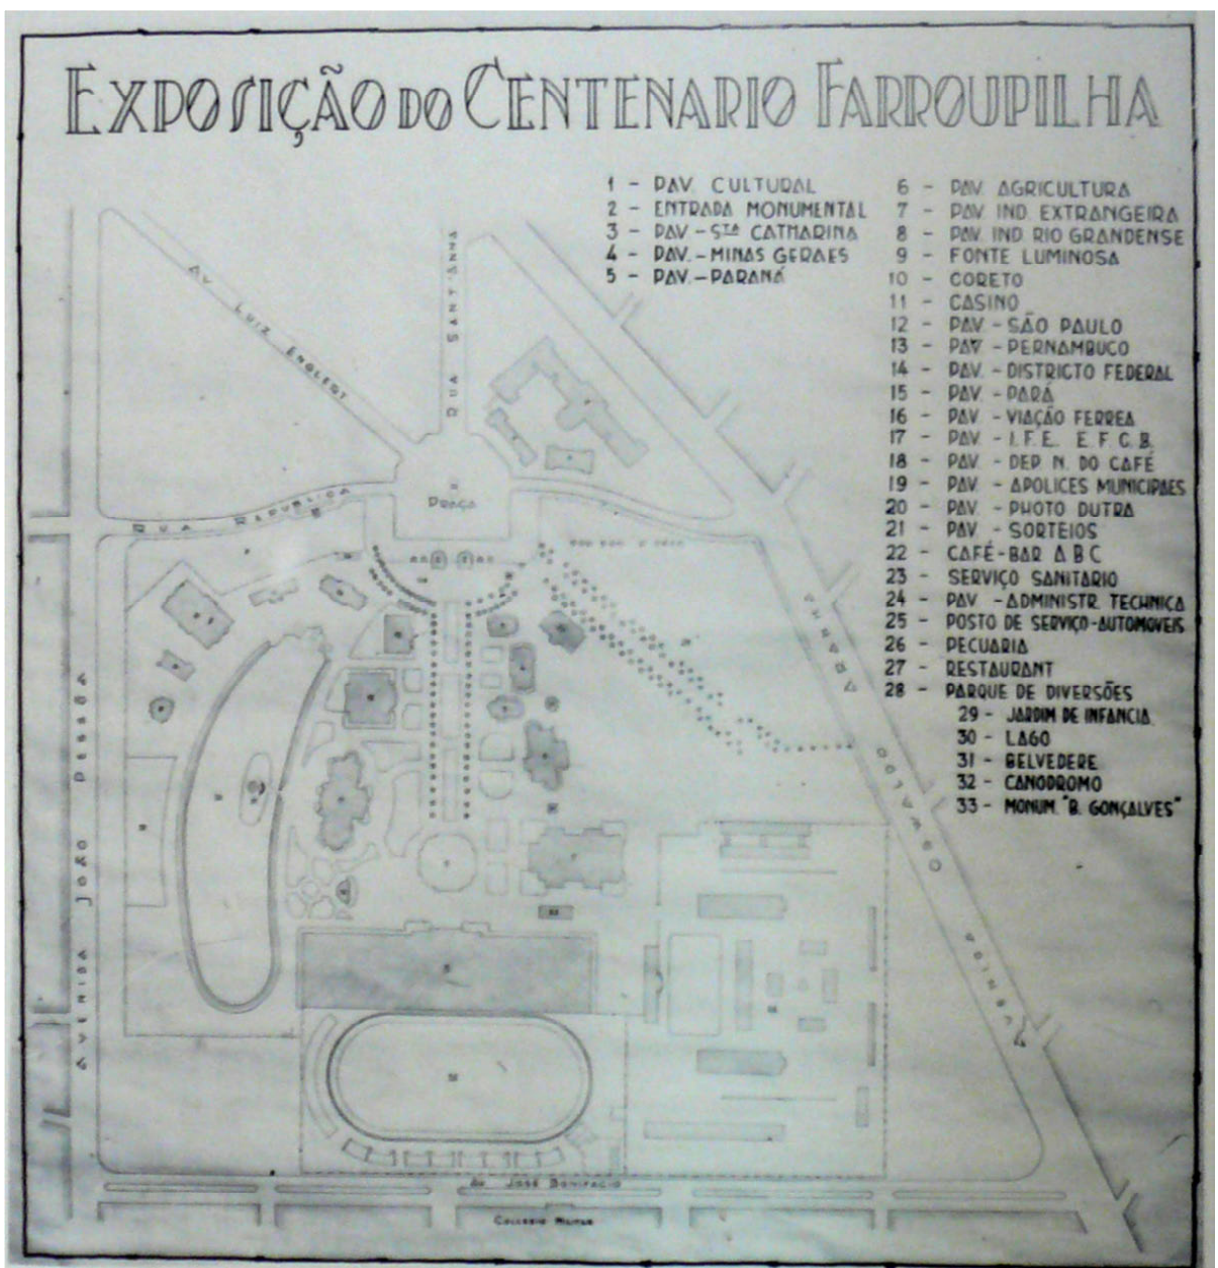 EXPOSIÇÃO DO CENTENARIO FARROUPILHA
1 - PAV. CULTURAL
2 - ENTRADA MONUMENTAL
3 - PAV - STA CATHARINA
4 - PAV. - MINAS GERAES
5 - PAV. - PARANÁ
6 - PAV. AGRICULTURA
7 - PAV. IND. EXTRANGEIRA
8 - PAV. IND RIO GRANDENSE
9 - FONTE LUMINOSA
10 - CORETO
11 - CASINO
12 - PAV. - SÃO PAULO
13 - PAV - PERNAMBUCO
14 - PAV. - DISTRICTO FEDERAL
15 - PAV. - PARÁ
16 - PAV. - VIAÇÃO FERREA
17 - PAV. - I.F.E. E.F.C.B.
18 - PAV. - DEP. N. DO CAFÉ
19 - PAV. - APOLICES MUNICIPAES
20 - PAV. - PHOTO DUTRA
21 - PAV. - SORTEIOS
22 - CAFÉ-BAR A B C
23 - SERVIÇO SANITARIO
24 - PAV - ADMINISTR. TECHNICA
25 - POSTO DE SERVIÇO-AUTOMOVEIS
26 - PECUARIA
27 - RESTAURANT
28 - PARQUE DE DIVERSÕES
29 - JARDIM DE INFANCIA
30 - LAGO
31 - BELVEDERE
32 - CANODROMO
33 - MONUM. "B. GONÇALVES"
AV. LUIZ ENGLERT
RUA SANT'ANA
PRAÇA
RUA REPUBLICA
AVENIDA JOÃO PESSÔA
AVENIDA OSWALDO ARANHA
AV. JOSÉ BONIFACIO
COLLEGIO MILITAR